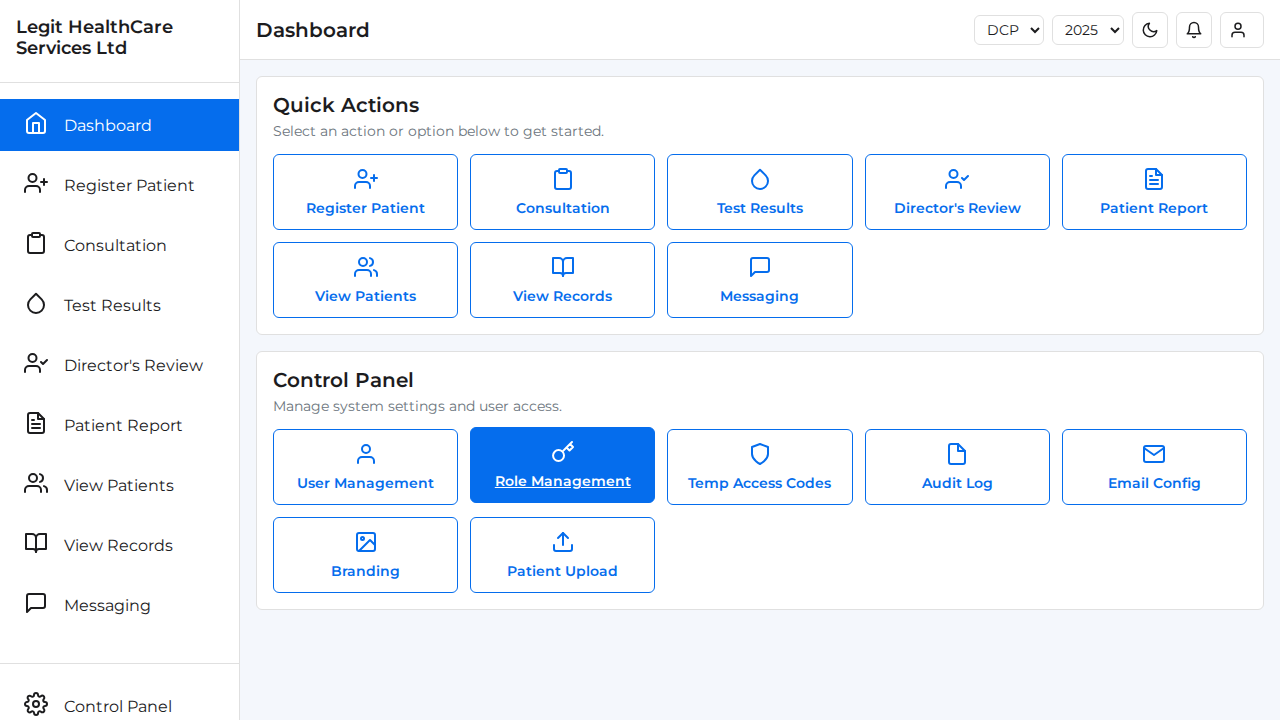 Legit HealthCare
Services Ltd
Dashboard
Register Patient
Consultation
Test Results
Director's Review
Patient Report
View Patients
View Records
Messaging
Control Panel
Dashboard
DCP
2025
Quick Actions
Select an action or option below to get started.
Register Patient
Consultation
Test Results
Director's Review
Patient Report
View Patients
View Records
Messaging
Control Panel
Manage system settings and user access.
User Management
Role Management
Temp Access Codes
Audit Log
Email Config
Branding
Patient Upload